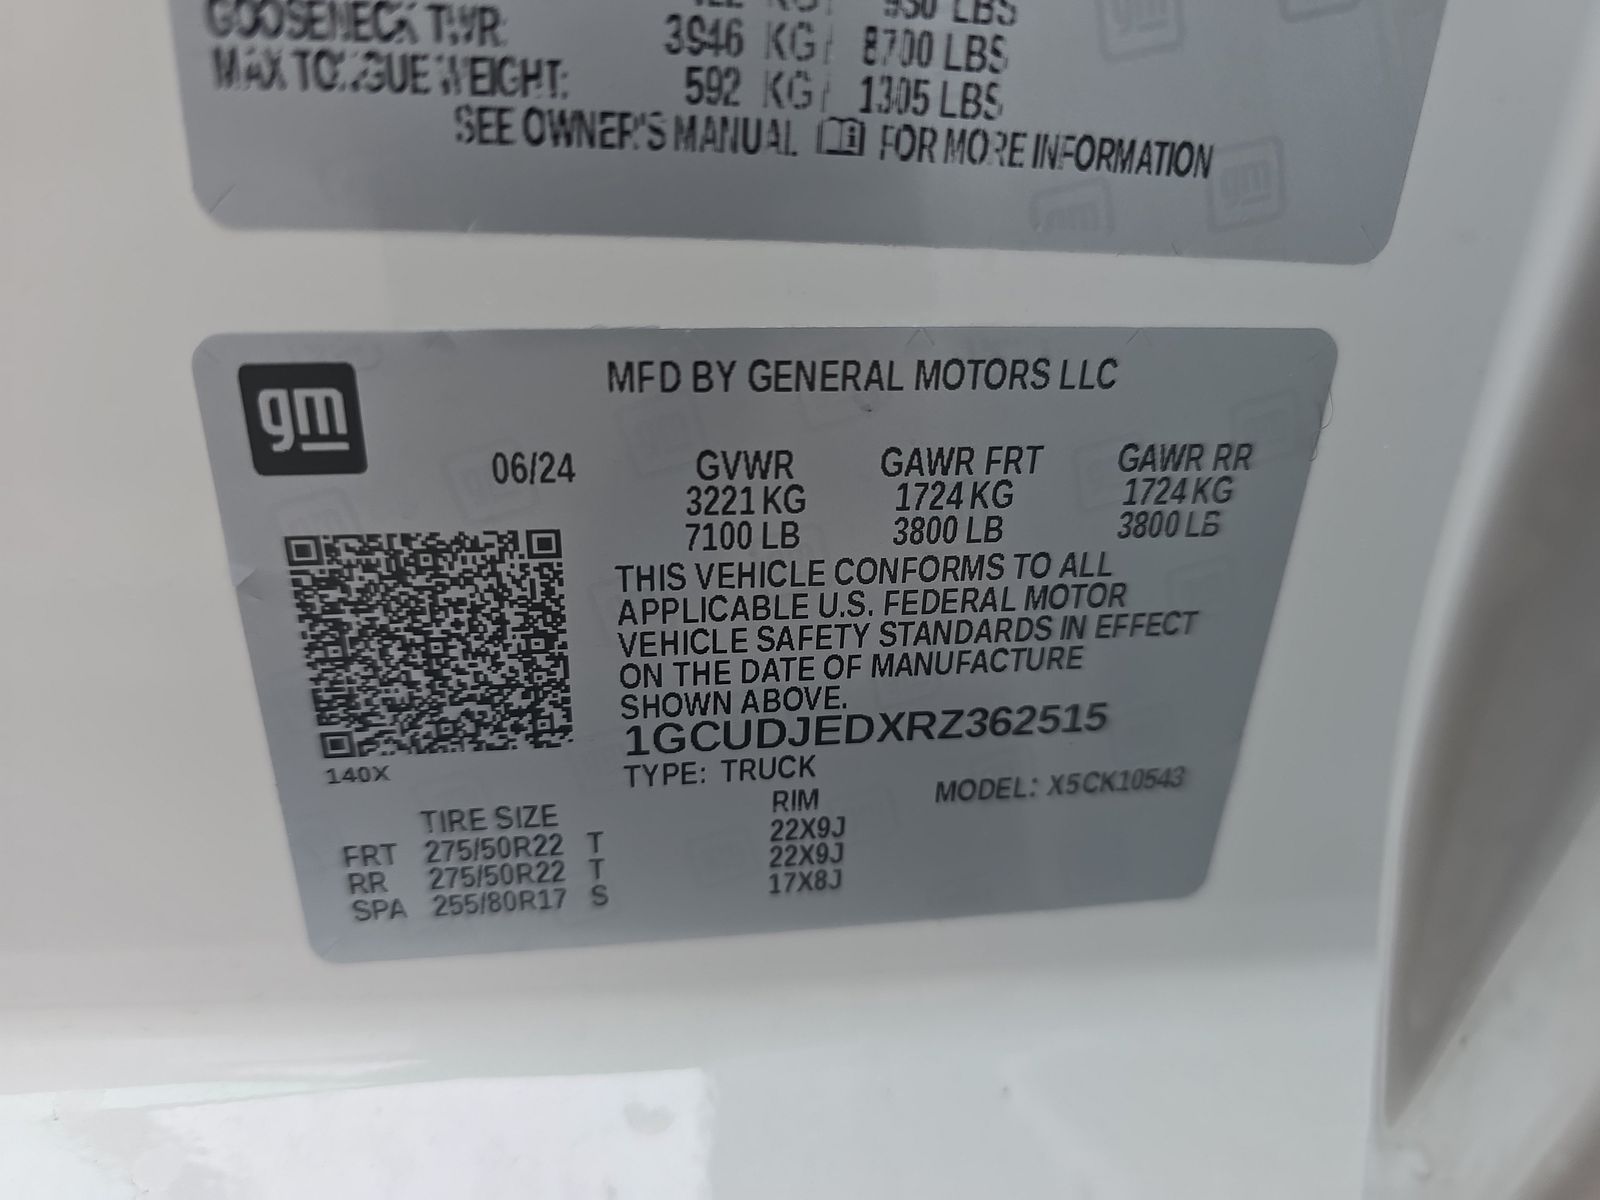 GOOSENECK TWR: 3946 KG / 8700 LBS
MAX TONGUE WEIGHT: 592 KG / 1305 LBS
SEE OWNER'S MANUAL FOR MORE INFORMATION
gm
MFD BY GENERAL MOTORS LLC
06/24 GVWR GAWR FRT GAWR RR
3221 KG 1724 KG 1724 KG
7100 LB 3800 LB 3800 LB
THIS VEHICLE CONFORMS TO ALL
APPLICABLE U.S. FEDERAL MOTOR
VEHICLE SAFETY STANDARDS IN EFFECT
ON THE DATE OF MANUFACTURE
SHOWN ABOVE.
1GCUDJEDXRZ362515
140X
TYPE: TRUCK MODEL: X5CK10543
TIRE SIZE RIM
FRT 275/50R22 T 22X9J
RR 275/50R22 T 22X9J
SPA 255/80R17 S 17X8J